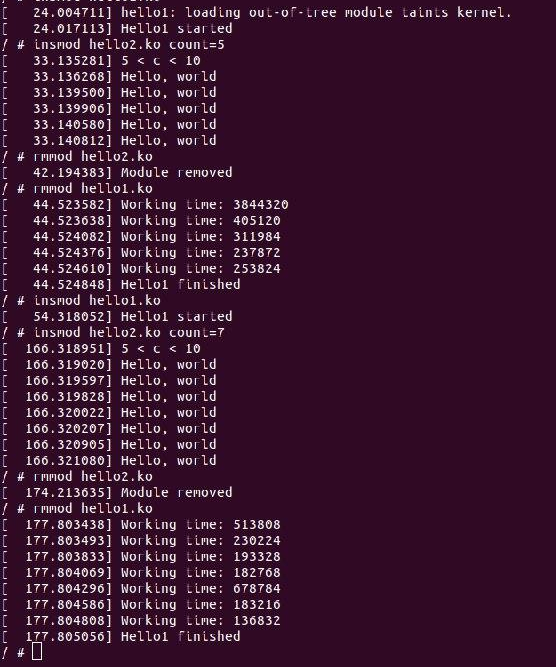 [   24.004711] hello1: loading out-of-tree module taints kernel.
[   24.017113] Hello1 started
/ # insmod hello2.ko count=5
[   33.135281] 5 < c < 10
[   33.136268] Hello, world
[   33.139500] Hello, world
[   33.139906] Hello, world
[   33.140580] Hello, world
[   33.140812] Hello, world
/ # rmmod hello2.ko
[   42.194383] Module removed
/ # rmmod hello1.ko
[   44.523582] Working time: 3844320
[   44.523638] Working time: 405120
[   44.524082] Working time: 311984
[   44.524376] Working time: 237872
[   44.524610] Working time: 253824
[   44.524848] Hello1 finished
/ # insmod hello1.ko
[   54.318052] Hello1 started
/ # insmod hello2.ko count=7
[  166.318951] 5 < c < 10
[  166.319020] Hello, world
[  166.319597] Hello, world
[  166.319828] Hello, world
[  166.320022] Hello, world
[  166.320207] Hello, world
[  166.320905] Hello, world
[  166.321080] Hello, world
/ # rmmod hello2.ko
[  174.213635] Module removed
/ # rmmod hello1.ko
[  177.803438] Working time: 513808
[  177.803493] Working time: 230224
[  177.803833] Working time: 193328
[  177.804069] Working time: 182768
[  177.804296] Working time: 678784
[  177.804586] Working time: 183216
[  177.804808] Working time: 136832
[  177.805056] Hello1 finished
/ #